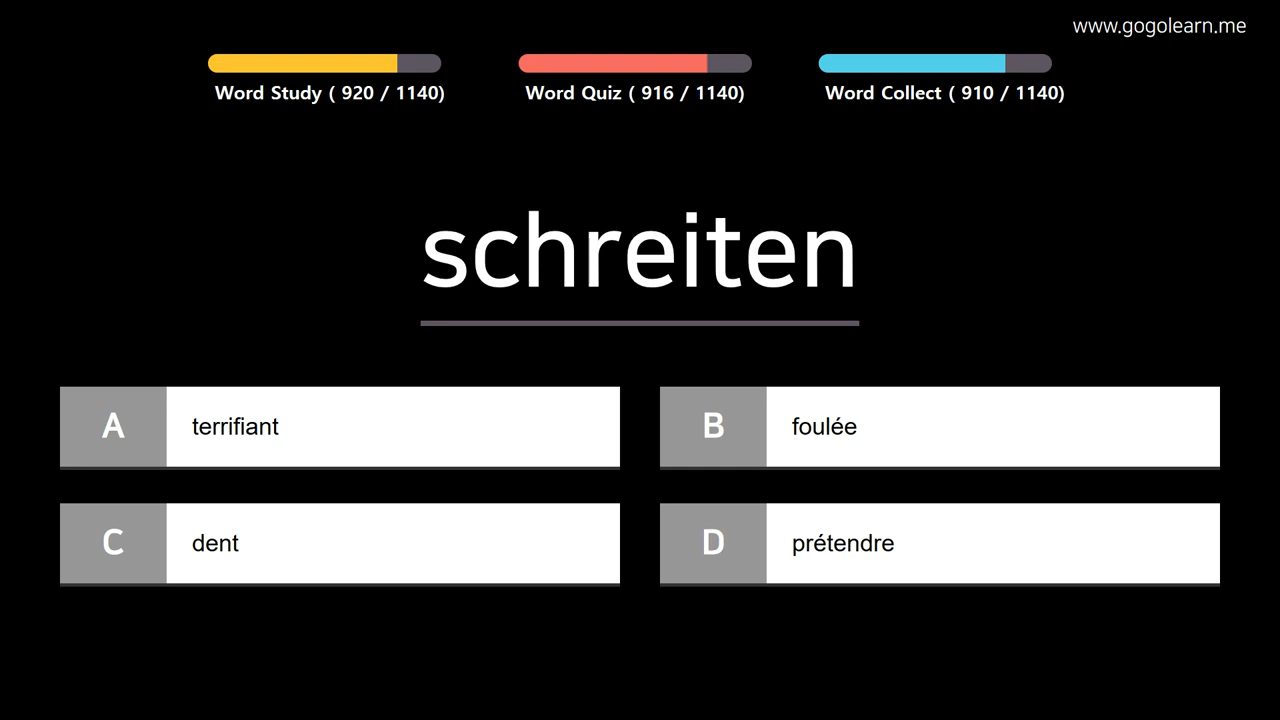 www.gogolearn.me
Word Study ( 920 / 1140)
Word Quiz ( 916 / 1140)
Word Collect ( 910 / 1140)
schreiten
A terrifiant
B foulée
C dent
D prétendre